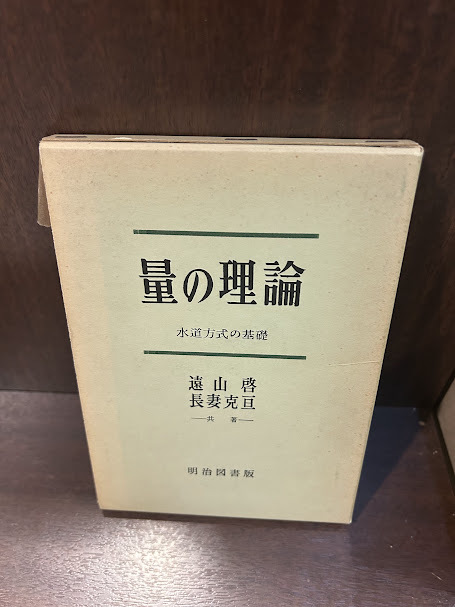 量の理論
水道方式の基礎
遠山啓
長妻克亘
―共著―
明治図書版